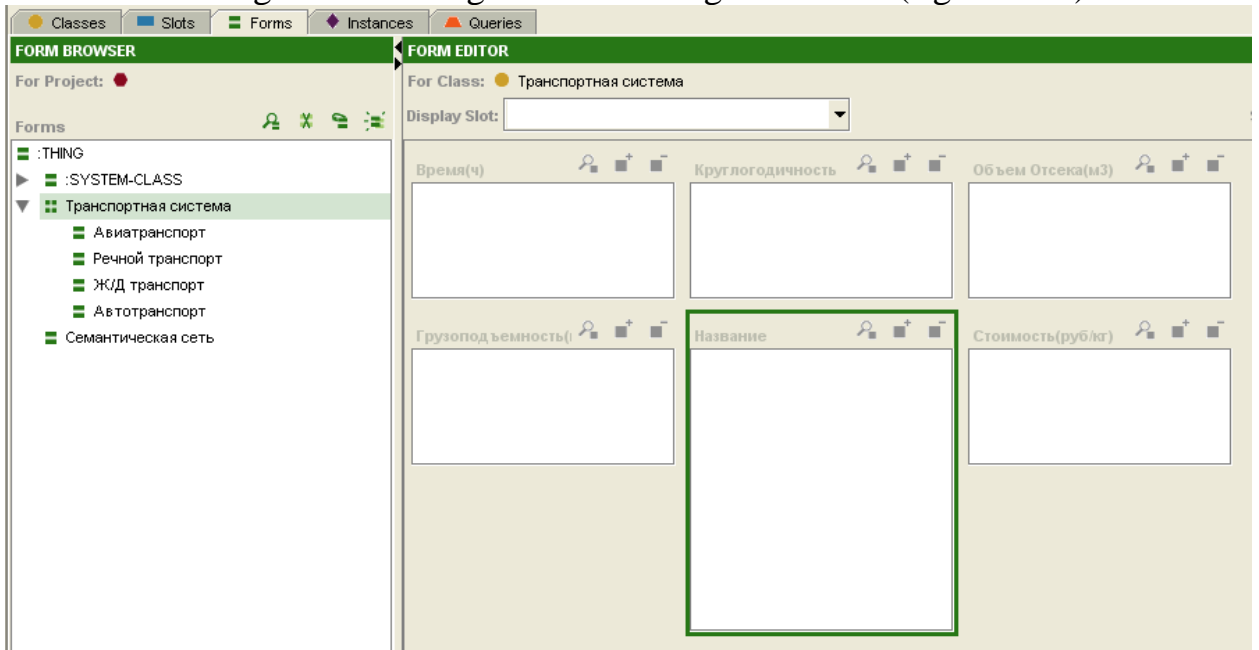 Classes Slots Forms Instances Queries
FORM BROWSER
For Project:
Forms
:THING
:SYSTEM-CLASS
Транспортная система
Авиатранспорт
Речной транспорт
Ж/Д транспорт
Автотранспорт
Семантическая сеть
FORM EDITOR
For Class: Транспортная система
Display Slot:
Время(ч) Круглогодичность Объем Отсека(м3)
Грузоподъемность( Название Стоимость(руб/кг)